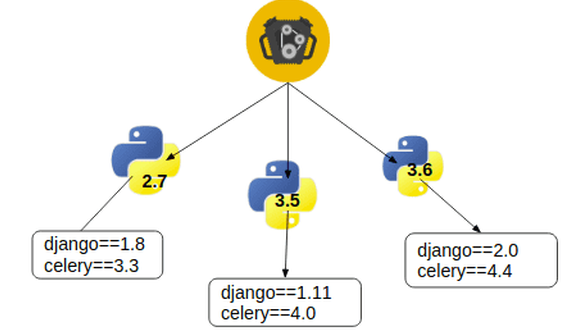 2.7
3.5
3.6
django==1.8
celery==3.3
django==1.11
celery==4.0
django==2.0
celery==4.4